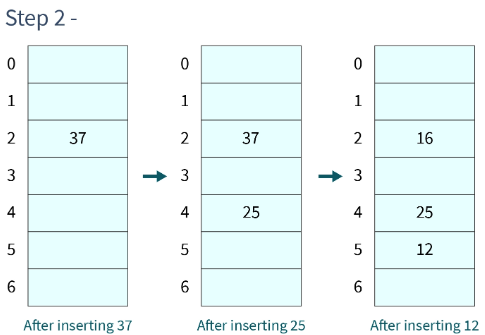 Step 2 -
0 0 0
1 1 1
2 37 2 37 2 16
3 3 3
4 4 25 4 25
5 5 5 12
6 6 6
After inserting 37 After inserting 25 After inserting 12